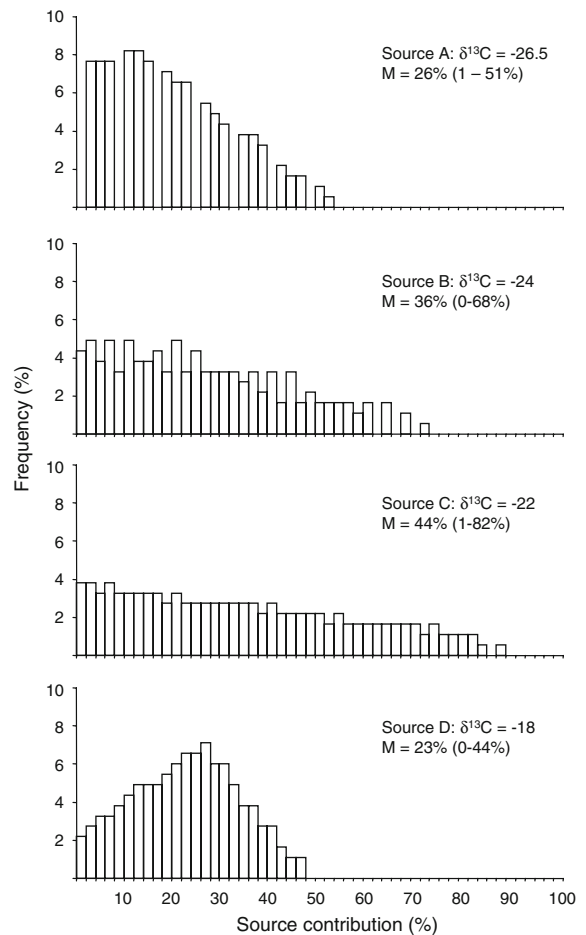 10
8
6
4
2
Source A: δ¹³C = -26.5
M = 26% (1 – 51%)
10
8
6
4
2
Source B: δ¹³C = -24
M = 36% (0-68%)
Frequency (%)
10
8
6
4
2
Source C: δ¹³C = -22
M = 44% (1-82%)
10
8
6
4
2
Source D: δ¹³C = -18
M = 23% (0-44%)
10 20 30 40 50 60 70 80 90 100
Source contribution (%)